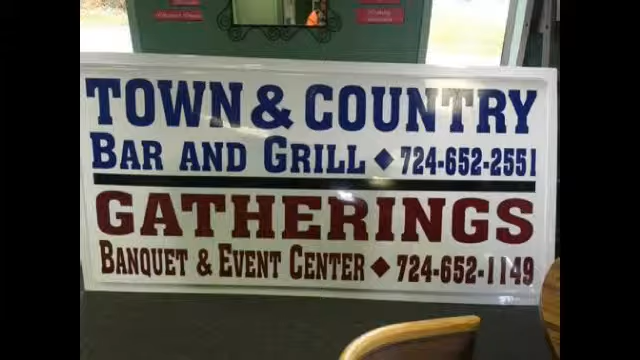 TOWN & COUNTRY
BAR AND GRILL ◆ 724-652-2551
GATHERINGS
BANQUET & EVENT CENTER ◆ 724-652-1149